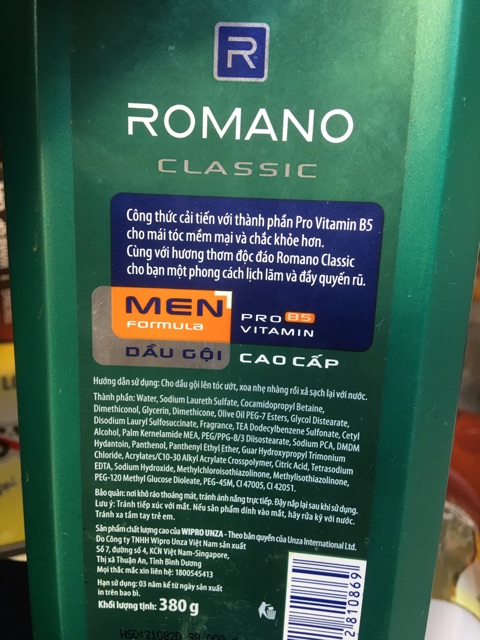 R
ROMANO
CLASSIC
Công thức cải tiến với thành phần Pro Vitamin B5
cho mái tóc mềm mại và chắc khỏe hơn.
Cùng với hương thơm độc đáo Romano Classic
cho bạn một phong cách lịch lãm và đầy quyến rũ.
MEN
FORMULA
PRO B5
VITAMIN
DẦU GỘI CAO CẤP
Hướng dẫn sử dụng: Cho dầu gội lên tóc ướt, xoa nhẹ nhàng rồi xả sạch lại với nước.
Thành phần: Water, Sodium Laureth Sulfate, Cocamidopropyl Betaine,
Dimethiconol, Glycerin, Dimethicone, Olive Oil PEG-7 Esters, Glycol Distearate,
Disodium Lauryl Sulfosuccinate, Fragrance, TEA Dodecylbenzene Sulfonate, Cetyl
Alcohol, Palm Kernelamide MEA, PEG/PPG-8/3 Diisostearate, Sodium PCA, DMDM
Hydantoin, Panthenol, Panthenyl Ethyl Ether, Guar Hydroxypropyl Trimonium
Chloride, Acrylates/C10-30 Alkyl Acrylate Crosspolymer, Citric Acid, Tetrasodium
EDTA, Sodium Hydroxide, Methylchloroisothiazolinone, Methylisothiazolinone,
PEG-120 Methyl Glucose Dioleate, PEG-45M, CI 47005, CI 42051.
Bảo quản: nơi khô ráo thoáng mát, tránh ánh nắng trực tiếp. Đậy nắp lại sau khi sử dụng.
Lưu ý: Tránh tiếp xúc với mắt. Nếu sản phẩm dính vào mắt, hãy rửa kỹ với nước.
Tránh xa tầm tay trẻ em.
Sản phẩm chất lượng cao của WIPRO UNZA - Theo bản quyền của Unza International Ltd.
Do Công ty TNHH Wipro Unza Việt Nam sản xuất
Số 7, đường số 4, KCN Việt Nam-Singapore,
Thị xã Thuận An, Tỉnh Bình Dương
Mọi thắc mắc xin liên hệ: 1800545413
Hạn sử dụng: 03 năm kể từ ngày sản xuất
in trên bao bì.
Khối lượng tịnh: 380 g
2810869
HSD:210820